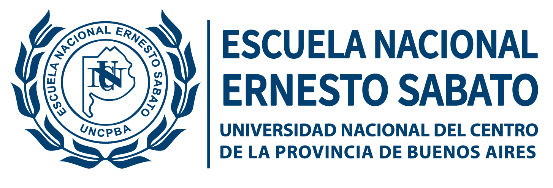 ESCUELA NACIONAL ERNESTO SABATO
UNCPBA
ESCUELA NACIONAL
ERNESTO SABATO
UNIVERSIDAD NACIONAL DEL CENTRO
DE LA PROVINCIA DE BUENOS AIRES